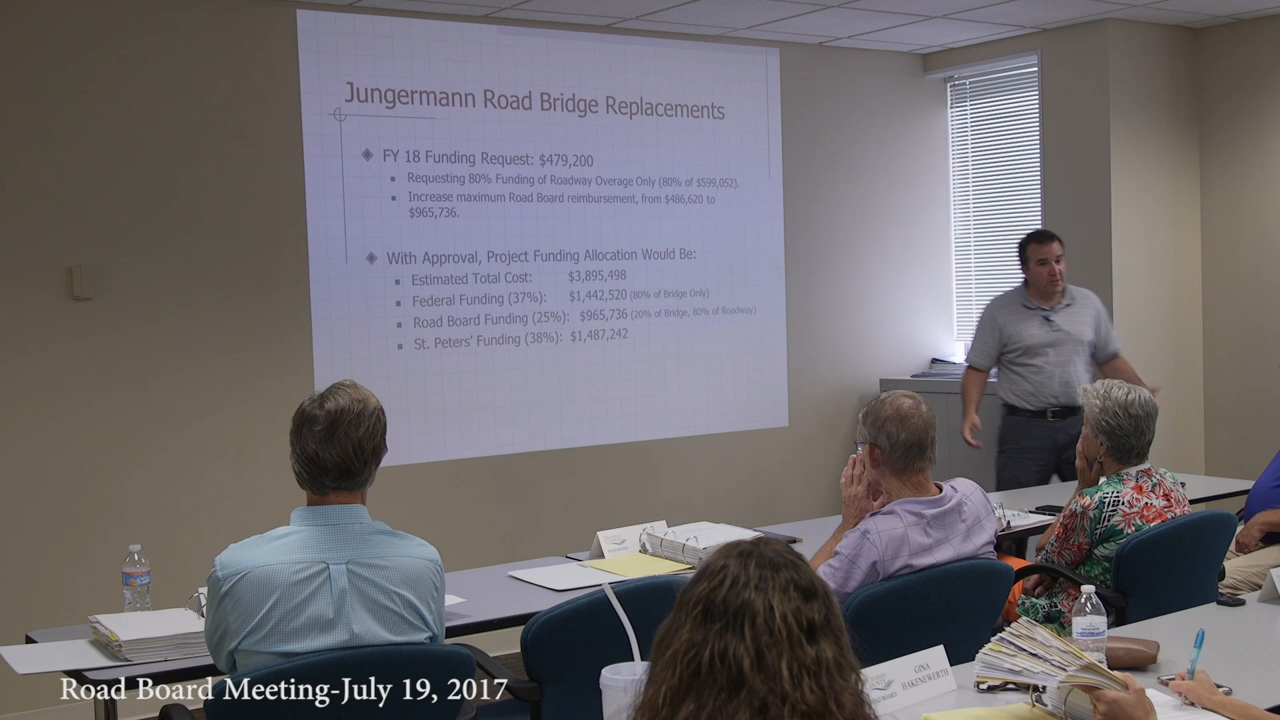 Jungermann Road Bridge Replacements
FY 18 Funding Request: $479,200
Requesting 80% Funding of Roadway Overage Only (80% of $599,052).
Increase maximum Road Board reimbursement, from $486,620 to
$965,736.
With Approval, Project Funding Allocation Would Be:
Estimated Total Cost: $3,895,498
Federal Funding (37%): $1,442,520 (80% of Bridge Only)
Road Board Funding (25%): $965,736 (20% of Bridge, 80% of Roadway)
St. Peters' Funding (38%): $1,487,242
GINA
HAKENEWERTH
BOARD
Road Board Meeting-July 19, 2017